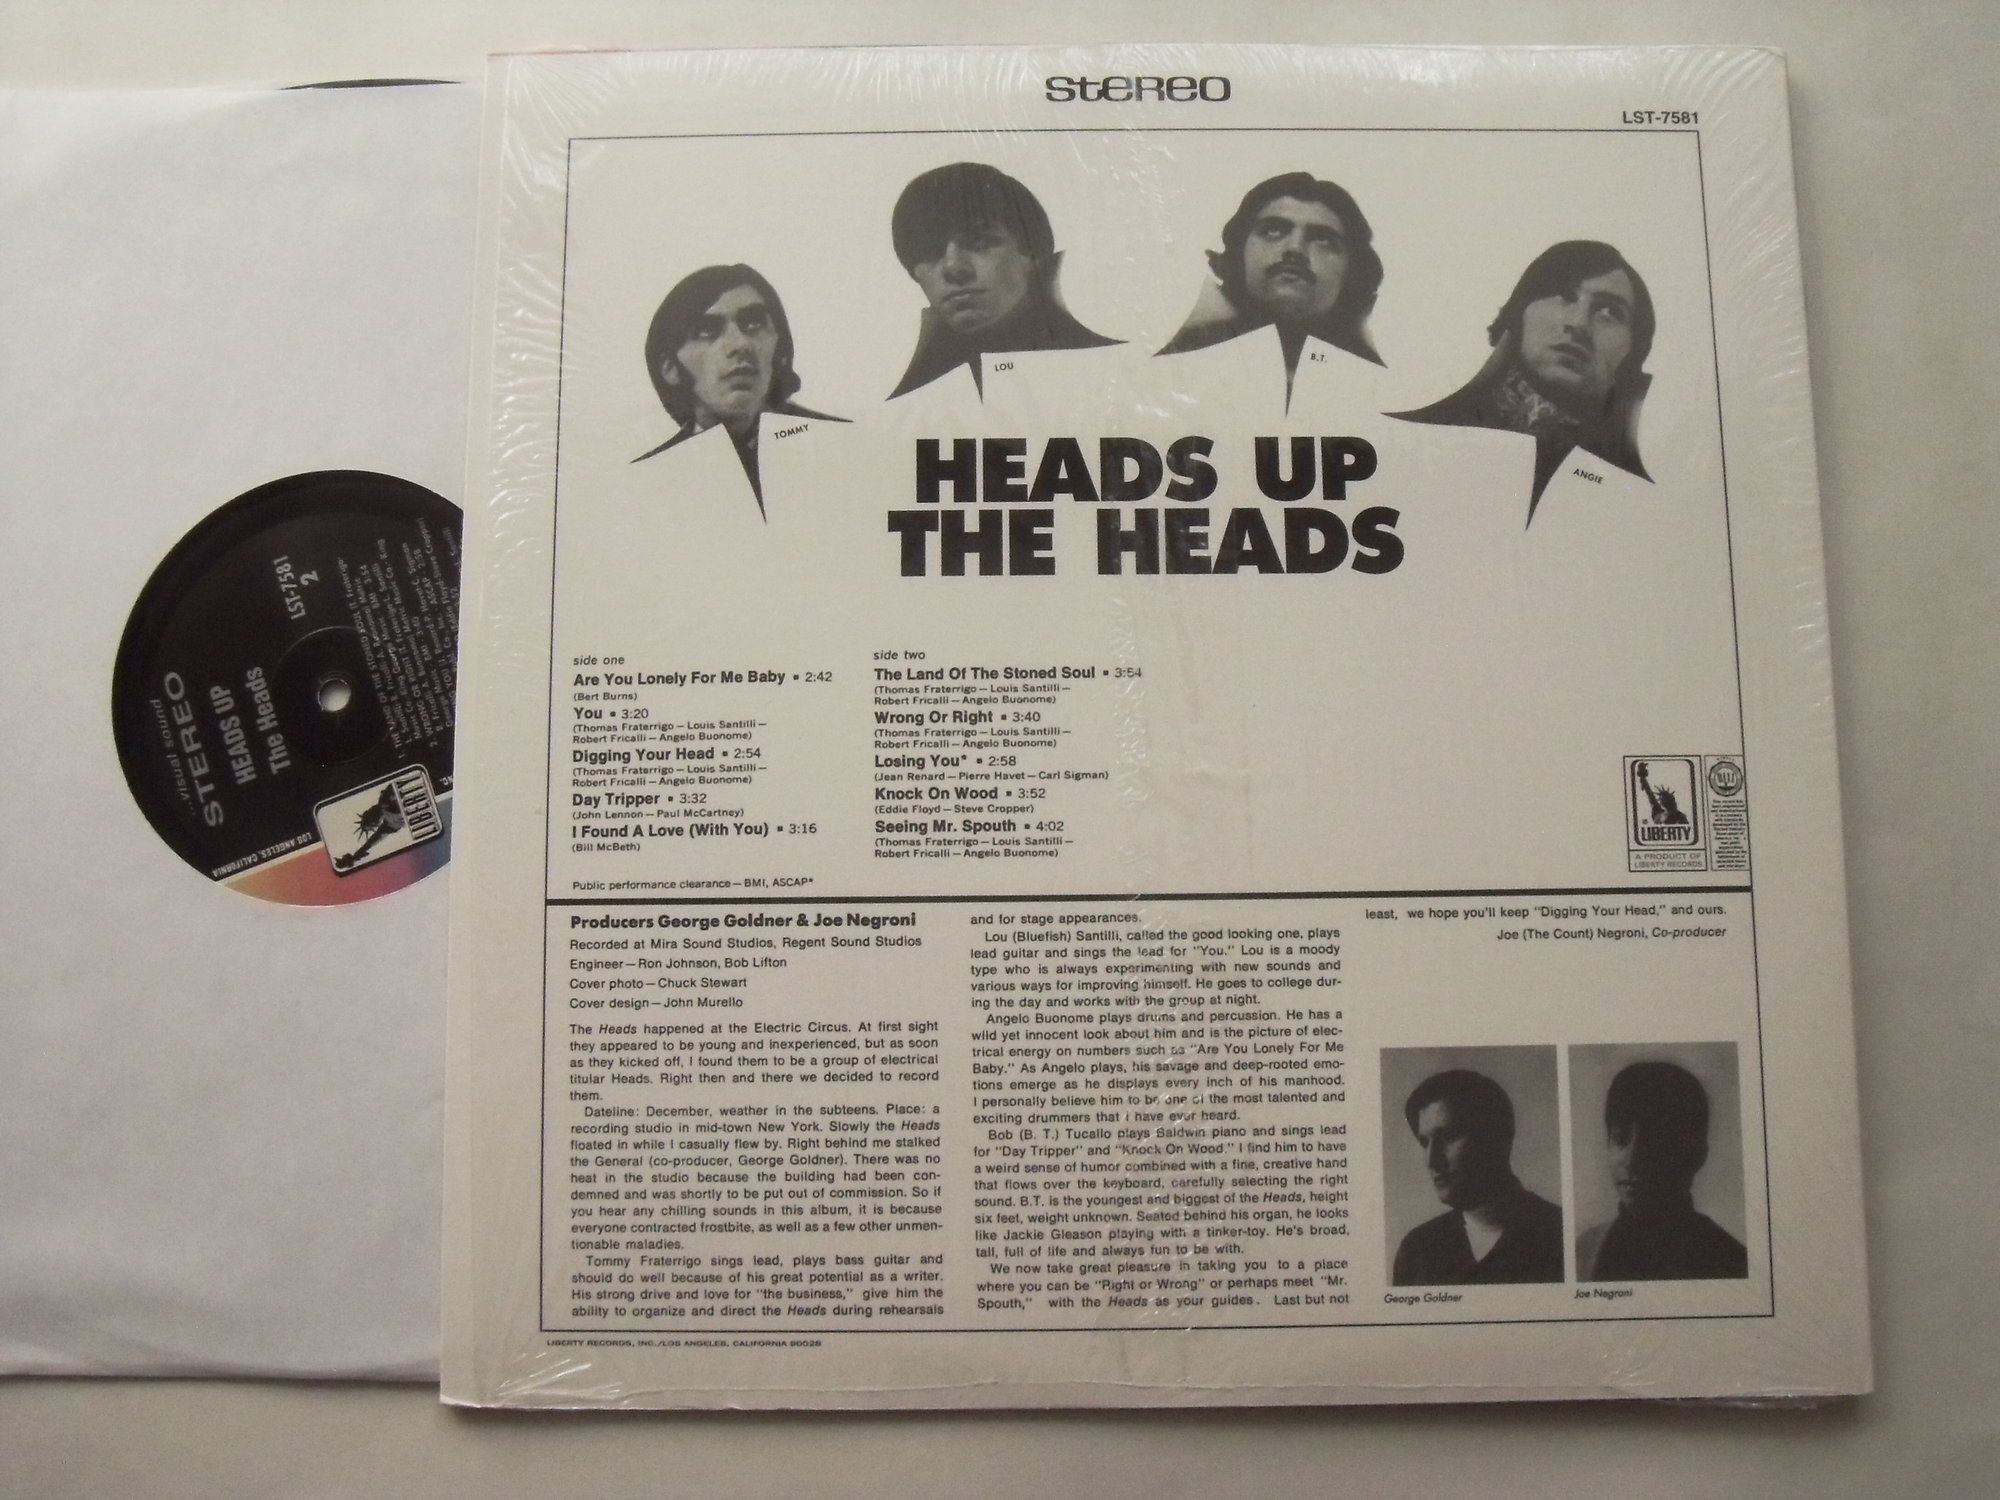 stereo
LST-7581
TOMMY
LOU
B.T.
ANGIE
HEADS UP
THE HEADS
side one
Are You Lonely For Me Baby ▪ 2:42
(Bert Burns)
You ▪ 3:20
(Thomas Fraterrigo — Louis Santilli —
Robert Fricalli — Angelo Buonome)
Digging Your Head ▪ 2:54
(Thomas Fraterrigo — Louis Santilli —
Robert Fricalli — Angelo Buonome)
Day Tripper ▪ 3:32
(John Lennon — Paul McCartney)
I Found A Love (With You) ▪ 3:16
(Bill McBeth)
Public performance clearance — BMI, ASCAP*
side two
The Land Of The Stoned Soul ▪ 3:54
(Thomas Fraterrigo — Louis Santilli —
Robert Fricalli — Angelo Buonome)
Wrong Or Right ▪ 3:40
(Thomas Fraterrigo — Louis Santilli —
Robert Fricalli — Angelo Buonome)
Losing You* ▪ 2:58
(Jean Renard — Pierre Havet — Carl Sigman)
Knock On Wood ▪ 3:52
(Eddie Floyd — Steve Cropper)
Seeing Mr. Spouth ▪ 4:02
(Thomas Fraterrigo — Louis Santilli —
Robert Fricalli — Angelo Buonome)
LIBERTY
A PRODUCT OF
LIBERTY RECORDS
Producers George Goldner & Joe Negroni
Recorded at Mira Sound Studios, Regent Sound Studios
Engineer — Ron Johnson, Bob Lifton
Cover photo — Chuck Stewart
Cover design — John Murello
The Heads happened at the Electric Circus. At first sight
they appeared to be young and inexperienced, but as soon
as they kicked off, I found them to be a group of electrical
titular Heads. Right then and there we decided to record
them.
Dateline: December, weather in the subteens. Place: a
recording studio in mid-town New York. Slowly the Heads
floated in while I casually flew by. Right behind me stalked
the General (co-producer, George Goldner). There was no
heat in the studio because the building had been con-
demned and was shortly to be put out of commission. So if
you hear any chilling sounds in this album, it is because
everyone contracted frostbite, as well as a few other unmen-
tionable maladies.
Tommy Fraterrigo sings lead, plays bass guitar and
should do well because of his great potential as a writer.
His strong drive and love for "the business," give him the
ability to organize and direct the Heads during rehearsals
and for stage appearances.
Lou (Bluefish) Santilli, called the good looking one, plays
lead guitar and sings the lead for "You." Lou is a moody
type who is always experimenting with new sounds and
various ways for improving himself. He goes to college dur-
ing the day and works with the group at night.
Angelo Buonome plays drums and percussion. He has a
wild yet innocent look about him and is the picture of elec-
trical energy on numbers such as "Are You Lonely For Me
Baby." As Angelo plays, his savage and deep-rooted emo-
tions emerge as he displays every inch of his manhood.
I personally believe him to be one of the most talented and
exciting drummers that I have ever heard.
Bob (B. T.) Tucallo plays Baldwin piano and sings lead
for "Day Tripper" and "Knock On Wood." I find him to have
a weird sense of humor combined with a fine, creative hand
that flows over the keyboard, carefully selecting the right
sound. B.T. is the youngest and biggest of the Heads, height
six feet, weight unknown. Seated behind his organ, he looks
like Jackie Gleason playing with a tinker-toy. He's broad,
tall, full of life and always fun to be with.
We now take great pleasure in taking you to a place
where you can be "Right or Wrong" or perhaps meet "Mr.
Spouth," with the Heads as your guides. Last but not
least, we hope you'll keep "Digging Your Head," and ours.
Joe (The Count) Negroni, Co-producer
George Goldner
Joe Negroni
LIBERTY RECORDS, INC./LOS ANGELES, CALIFORNIA 90028
...visual sound
STEREO
HEADS UP
The Heads
LST-7581
2
LIBERTY
LOS ANGELES, CALIFORNIA